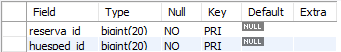 Field Type Null Key Default Extra
reserva_id bigint(20) NO PRI NULL
huesped_id bigint(20) NO PRI NULL